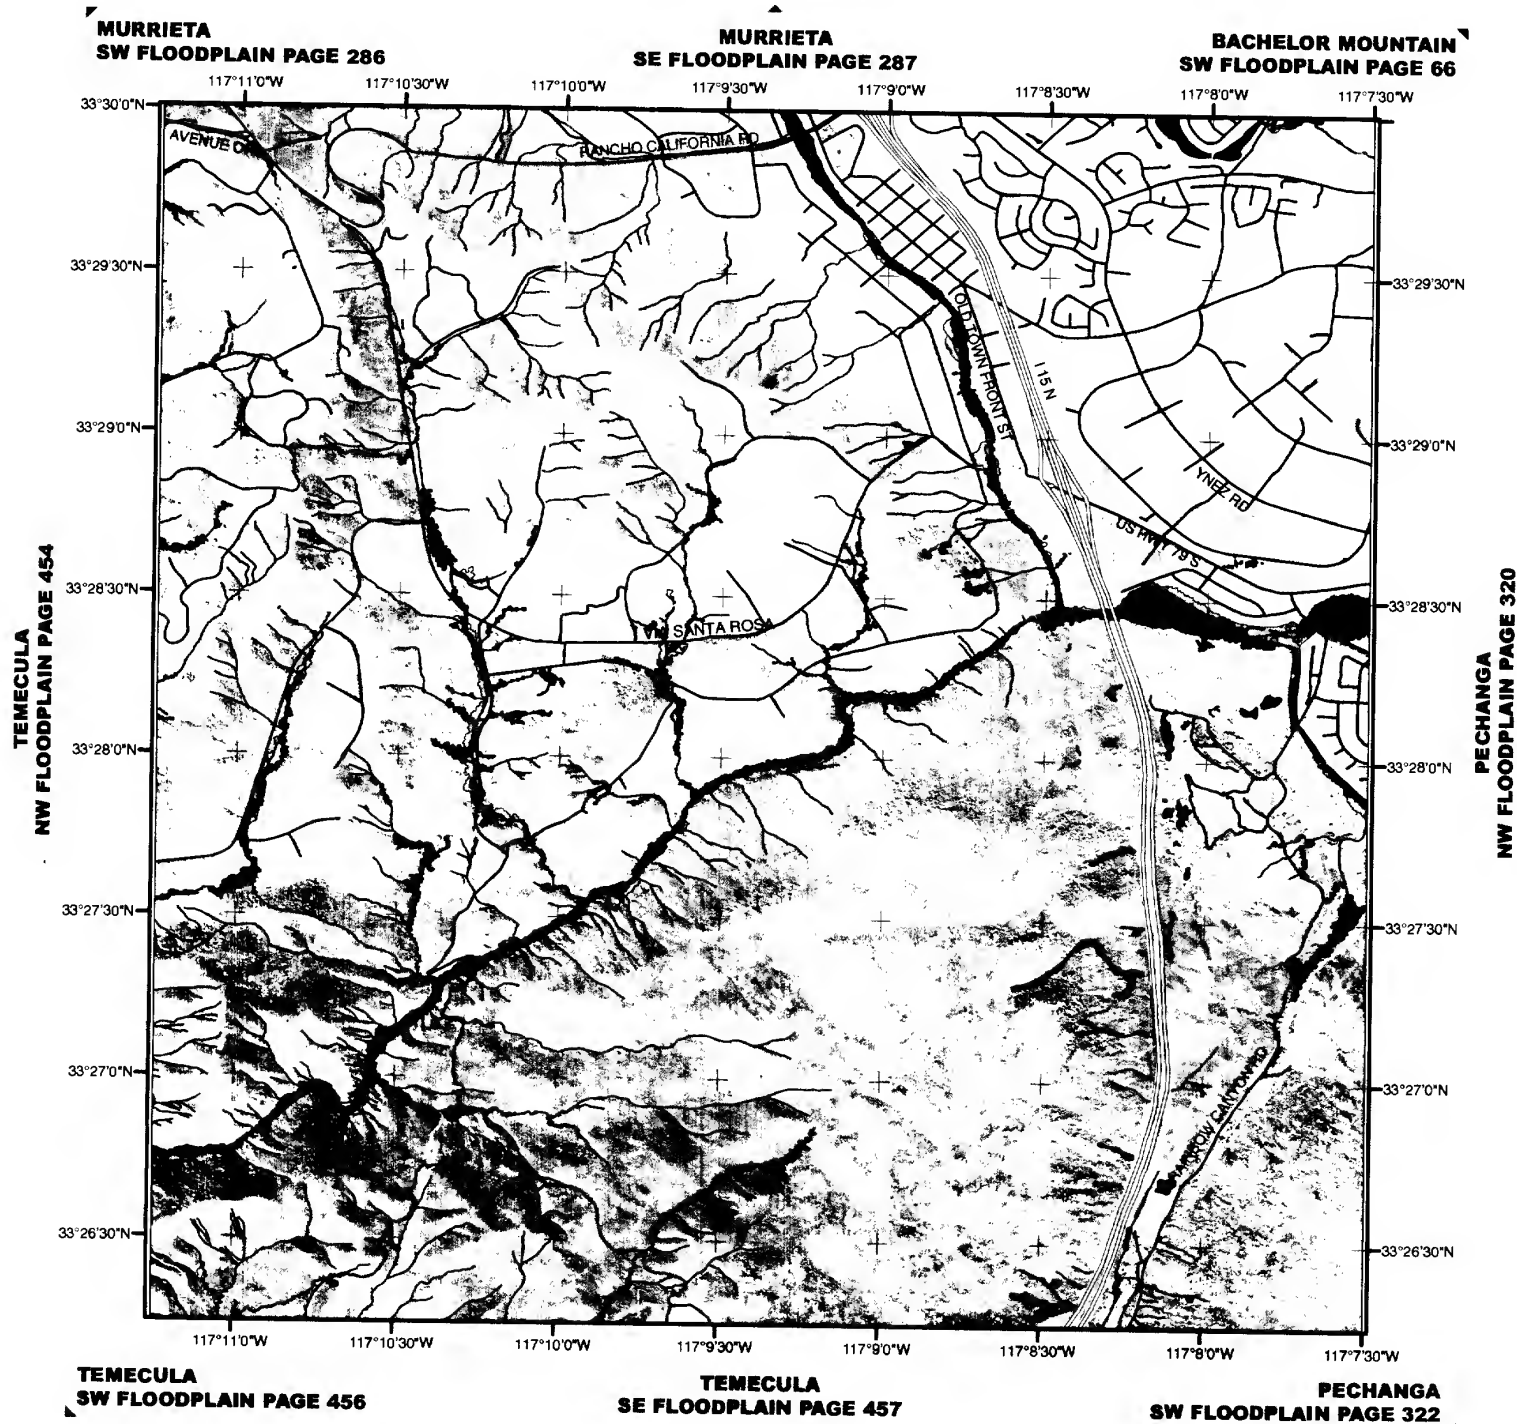 MURRIETA
SW FLOODPLAIN PAGE 286
MURRIETA
SE FLOODPLAIN PAGE 287
BACHELOR MOUNTAIN
SW FLOODPLAIN PAGE 66
117°11'0"W
117°10'30"W
117°10'0"W
117°9'30"W
117°9'0"W
117°8'30"W
117°8'0"W
117°7'30"W
33°30'0"N
33°29'30"N
33°29'0"N
33°28'30"N
33°28'0"N
33°27'30"N
33°27'0"N
33°26'30"N
TEMECULA
NW FLOODPLAIN PAGE 454
AVENUE
RANCHO CALIFORNIA RD
OLD TOWN FRONT ST
I 15 N
YNEZ RD
US HWY 79 S
VIA SANTA ROSA
RAINBOW CANYON RD
33°29'30"N
33°29'0"N
33°28'30"N
33°28'0"N
33°27'30"N
33°27'0"N
33°26'30"N
PECHANGA
NW FLOODPLAIN PAGE 320
117°11'0"W
117°10'30"W
117°10'0"W
117°9'30"W
117°9'0"W
117°8'30"W
117°8'0"W
117°7'30"W
TEMECULA
SW FLOODPLAIN PAGE 456
TEMECULA
SE FLOODPLAIN PAGE 457
PECHANGA
SW FLOODPLAIN PAGE 322